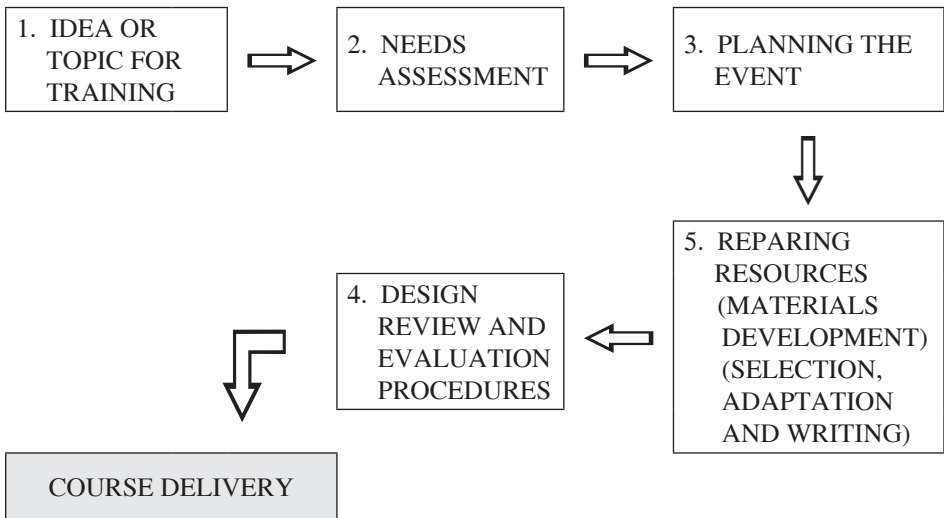 1. IDEA OR
TOPIC FOR
TRAINING
2. NEEDS
ASSESSMENT
3. PLANNING THE
EVENT
5. REPARING
RESOURCES
(MATERIALS
DEVELOPMENT)
(SELECTION,
ADAPTATION
AND WRITING)
4. DESIGN
REVIEW AND
EVALUATION
PROCEDURES
COURSE DELIVERY